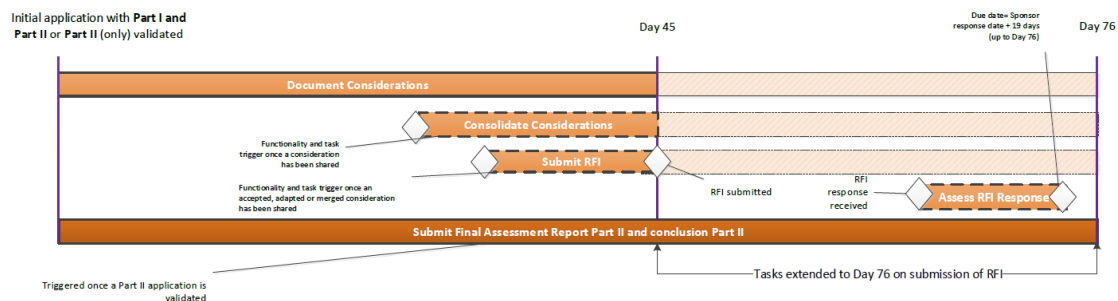 Initial application with Part I and
Part II or Part II (only) validated
Day 45
Due date= Sponsor
response date + 19 days
(up to Day 76)
Day 76
Document Considerations
Consolidate Considerations
Functionality and task
trigger once a consideration
has been shared
Submit RFI
Functionality and task trigger once an
accepted, adapted or merged consideration
has been shared
RFI submitted
RFI
response
received
Assess RFI Response
Submit Final Assessment Report Part II and conclusion Part II
Tasks extended to Day 76 on submission of RFI
Triggered once a Part II application is
validated